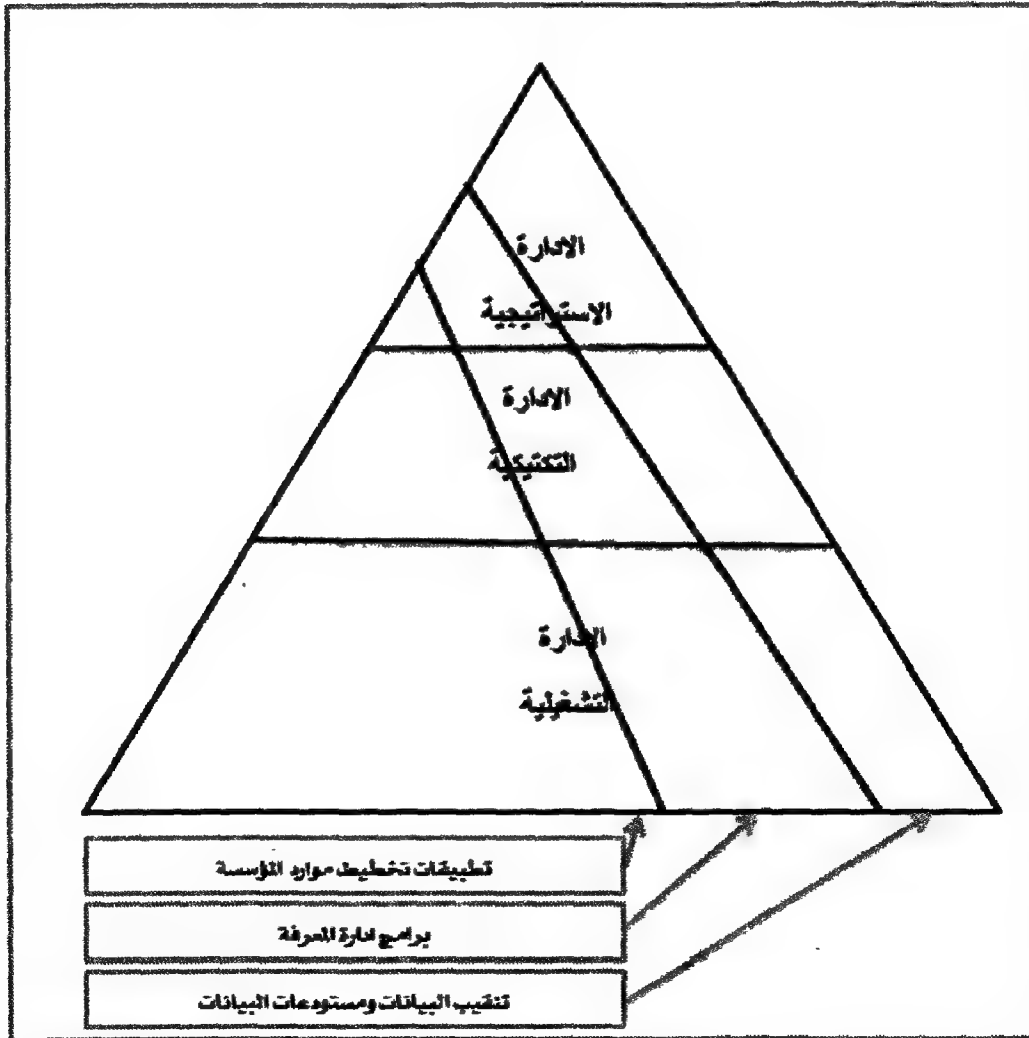 الادارة
الاستراتيجية
الادارة
التكتيكية
الادارة
التشغيلية
تطبيقات تخطيط موارد المؤسسة
برامج ادارة المعرفة
تنقيب البيانات ومستودعات البيانات